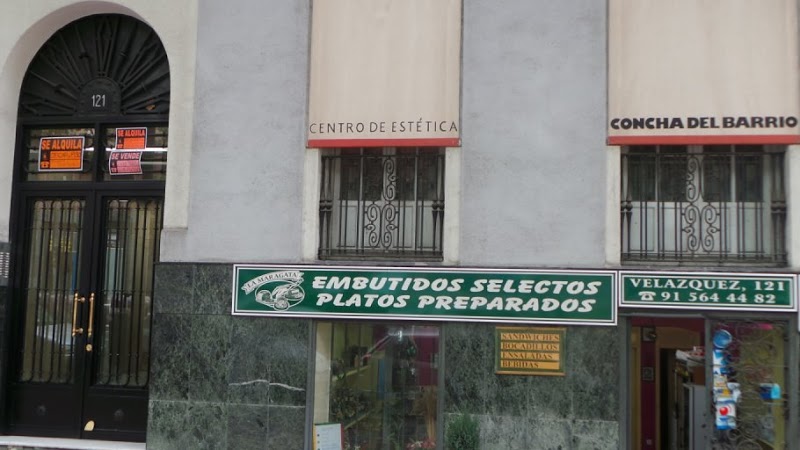 121
SE ALQUILA
SE ALQUILA
SE VENDE
CENTRO DE ESTÉTICA
CONCHA DEL BARRIO
LA MARAGATA
EMBUTIDOS SELECTOS
PLATOS PREPARADOS
VELAZQUEZ, 121
☎ 91 564 44 82
SANDWICHES
BOCADILLOS
ENSALADAS
BEBIDAS